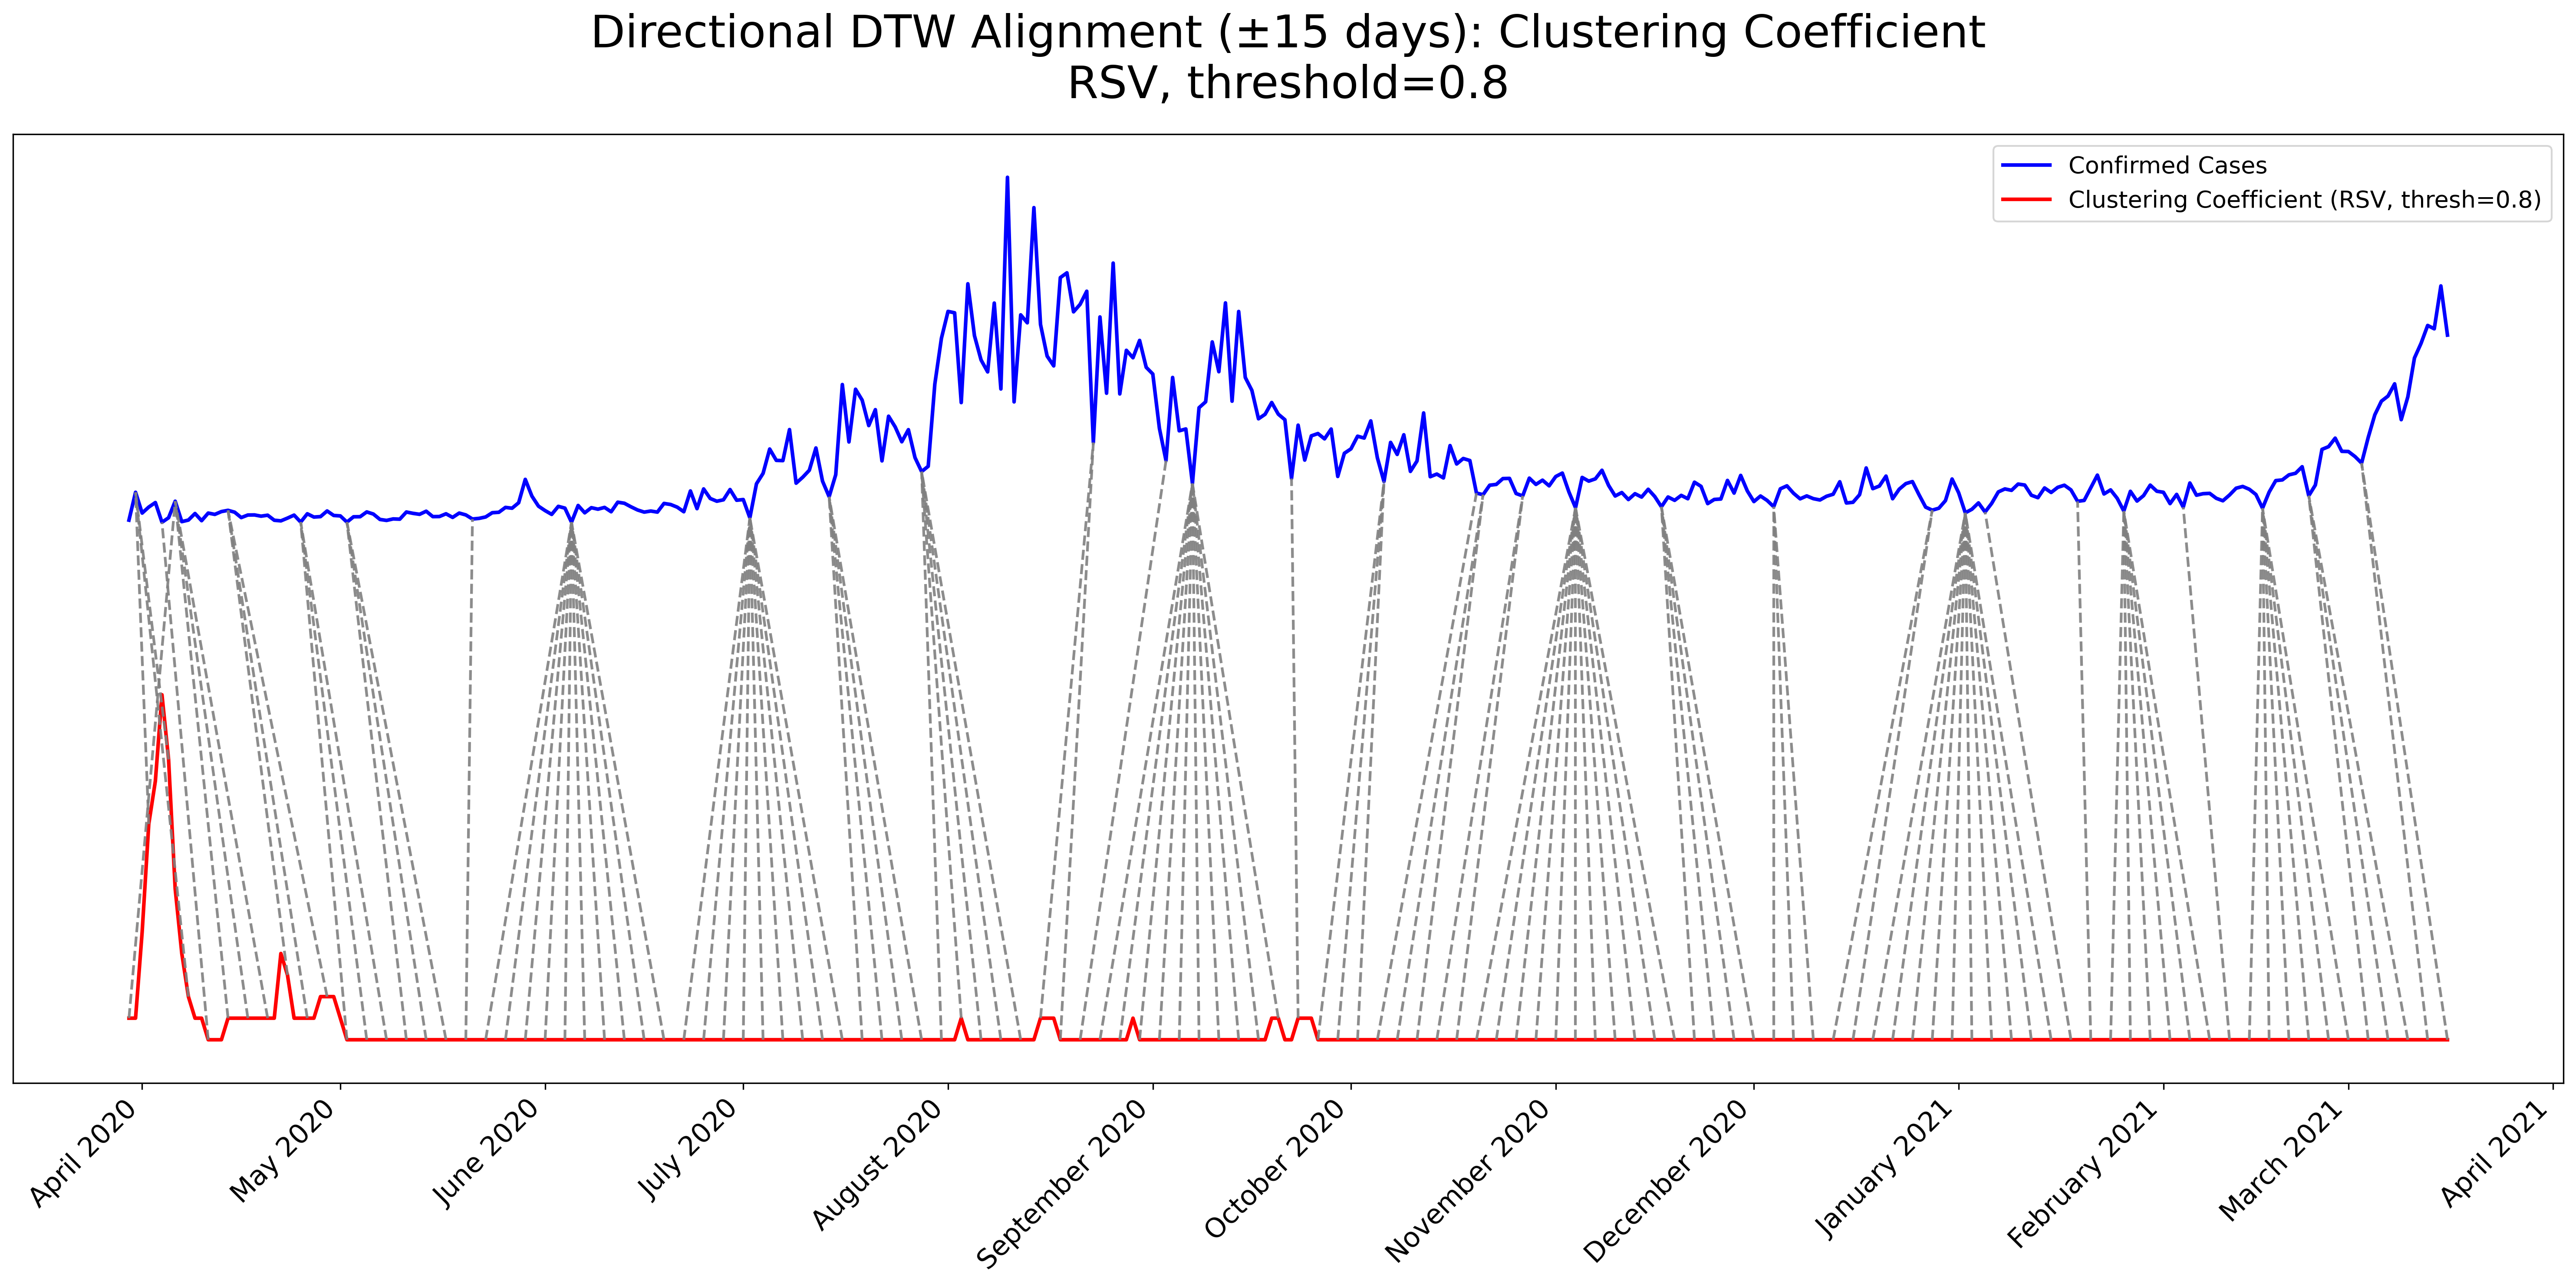 Directional DTW Alignment (±15 days): Clustering Coefficient
RSV, threshold=0.8
Confirmed Cases
Clustering Coefficient (RSV, thresh=0.8)
April 2020
May 2020
June 2020
July 2020
August 2020
September 2020
October 2020
November 2020
December 2020
January 2021
February 2021
March 2021
April 2021